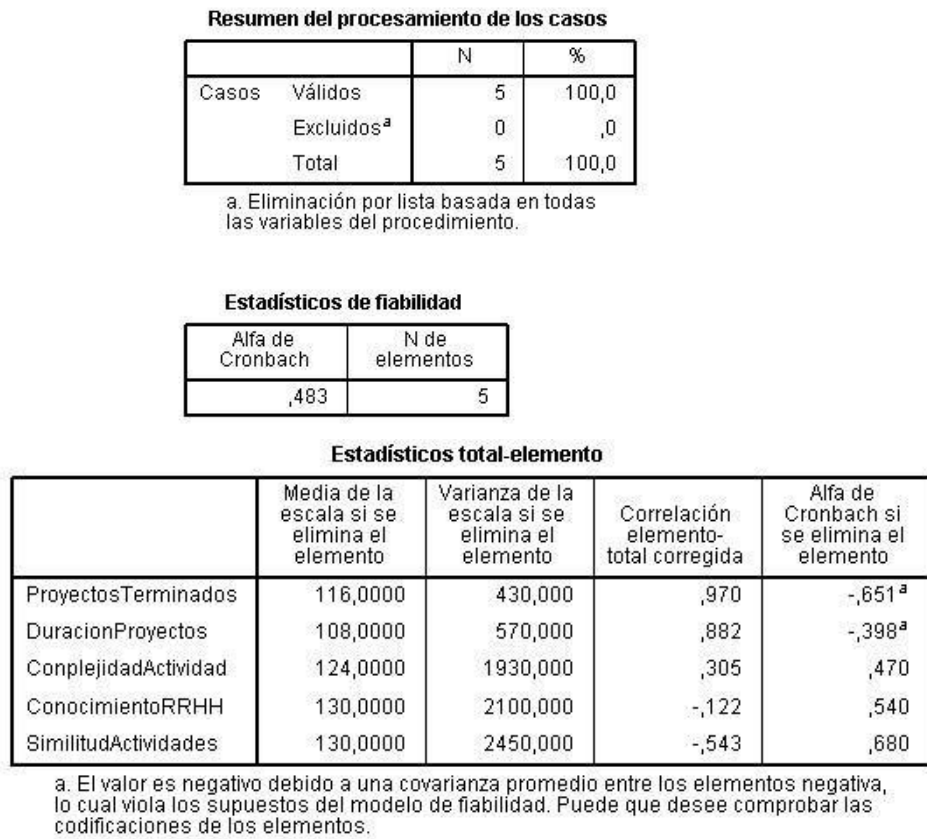 Resumen del procesamiento de los casos
N %
Casos Válidos 5 100,0
Excluidosª 0 ,0
Total 5 100,0
a. Eliminación por lista basada en todas
las variables del procedimiento.
Estadísticos de fiabilidad
Alfa de N de
Cronbach elementos
,483 5
Estadísticos total-elemento
Media de la Varianza de la
escala si se escala si se Correlación Alfa de
elimina el elimina el elemento- Cronbach si
elemento elemento total corregida se elimina el
elemento
ProyectosTerminados 116,0000 430,000 ,970 -,651ª
DuracionProyectos 108,0000 570,000 ,882 -,398ª
ConplejidadActividad 124,0000 1930,000 ,305 ,470
ConocimientoRRHH 130,0000 2100,000 -,122 ,540
SimilitudActividades 130,0000 2450,000 -,543 ,680
a. El valor es negativo debido a una covarianza promedio entre los elementos negativa,
lo cual viola los supuestos del modelo de fiabilidad. Puede que desee comprobar las
codificaciones de los elementos.